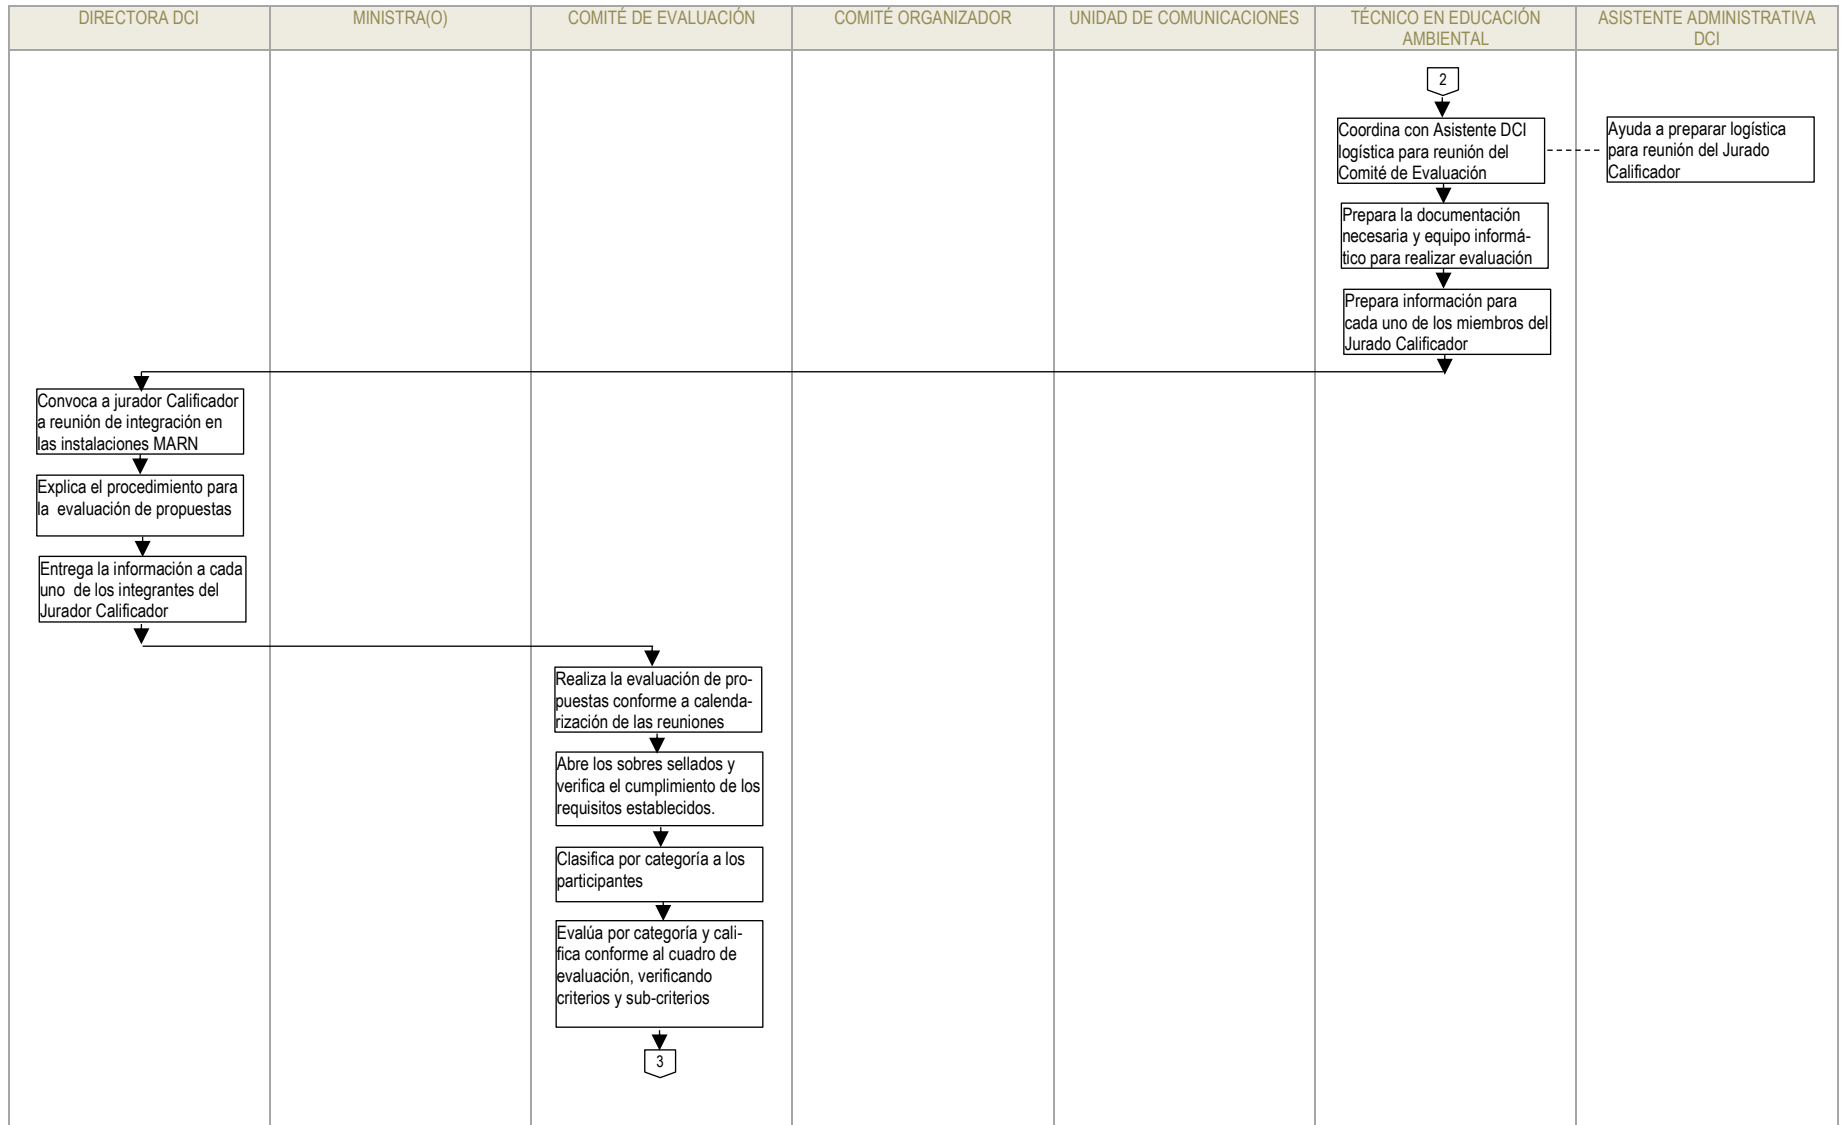 DIRECTORA DCI
MINISTRA(O)
COMITÉ DE EVALUACIÓN
COMITÉ ORGANIZADOR
UNIDAD DE COMUNICACIONES
TÉCNICO EN EDUCACIÓN
AMBIENTAL
ASISTENTE ADMINISTRATIVA
DCI
2
Coordina con Asistente DCI
logística para reunión del
Comité de Evaluación
Ayuda a preparar logística
para reunión del Jurado
Calificador
Prepara la documentación
necesaria y equipo informá-
tico para realizar evaluación
Prepara información para
cada uno de los miembros del
Jurado Calificador
Convoca a jurador Calificador
a reunión de integración en
las instalaciones MARN
Explica el procedimiento para
la evaluación de propuestas
Entrega la información a cada
uno de los integrantes del
Jurador Calificador
Realiza la evaluación de pro-
puestas conforme a calenda-
rización de las reuniones
Abre los sobres sellados y
verifica el cumplimiento de los
requisitos establecidos.
Clasifica por categoría a los
participantes
Evalúa por categoría y cali-
fica conforme al cuadro de
evaluación, verificando
criterios y sub-criterios
3